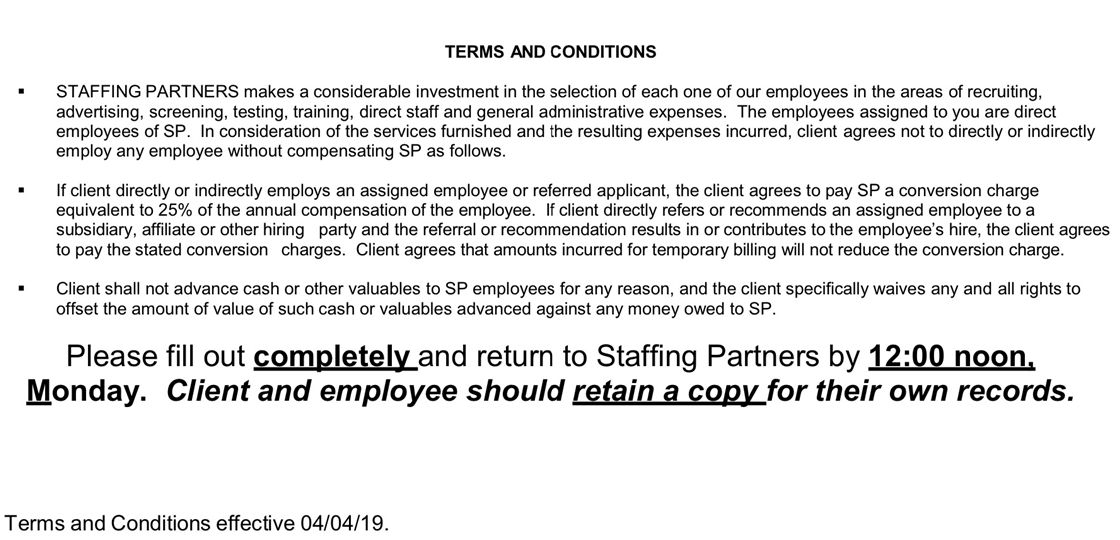 TERMS AND CONDITIONS
▪ STAFFING PARTNERS makes a considerable investment in the selection of each one of our employees in the areas of recruiting,
advertising, screening, testing, training, direct staff and general administrative expenses.  The employees assigned to you are direct
employees of SP.  In consideration of the services furnished and the resulting expenses incurred, client agrees not to directly or indirectly
employ any employee without compensating SP as follows.
▪ If client directly or indirectly employs an assigned employee or referred applicant, the client agrees to pay SP a conversion charge
equivalent to 25% of the annual compensation of the employee.  If client directly refers or recommends an assigned employee to a
subsidiary, affiliate or other hiring   party and the referral or recommendation results in or contributes to the employee’s hire, the client agrees
to pay the stated conversion   charges.  Client agrees that amounts incurred for temporary billing will not reduce the conversion charge.
▪ Client shall not advance cash or other valuables to SP employees for any reason, and the client specifically waives any and all rights to
offset the amount of value of such cash or valuables advanced against any money owed to SP.
Please fill out completely and return to Staffing Partners by 12:00 noon,
Monday.  Client and employee should retain a copy for their own records.
Terms and Conditions effective 04/04/19.